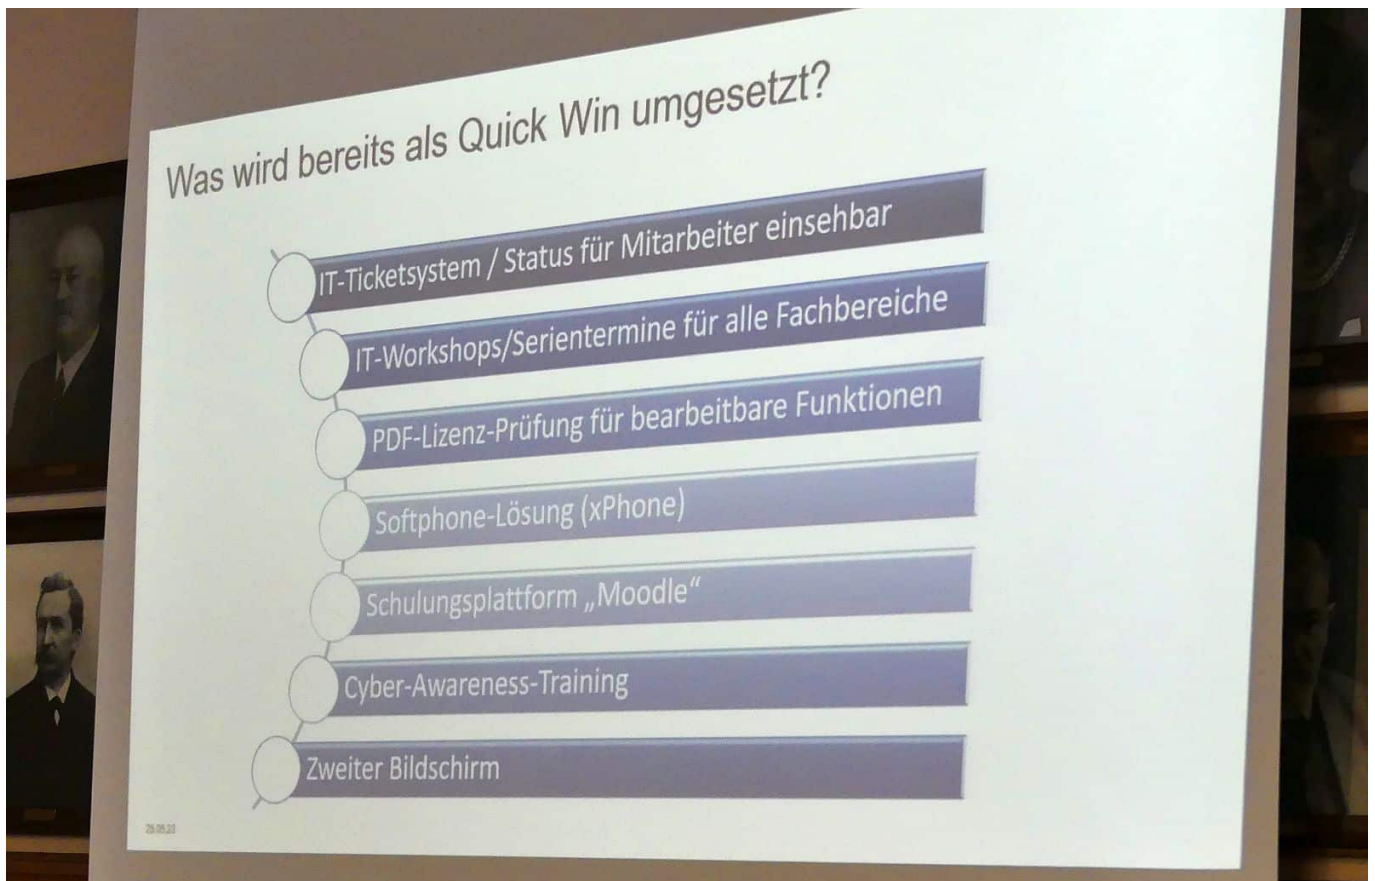 Was wird bereits als Quick Win umgesetzt?
IT-Ticketsystem / Status für Mitarbeiter einsehbar
IT-Workshops/Serientermine für alle Fachbereiche
PDF-Lizenz-Prüfung für bearbeitbare Funktionen
Softphone-Lösung (xPhone)
Schulungsplattform „Moodle“
Cyber-Awareness-Training
Zweiter Bildschirm